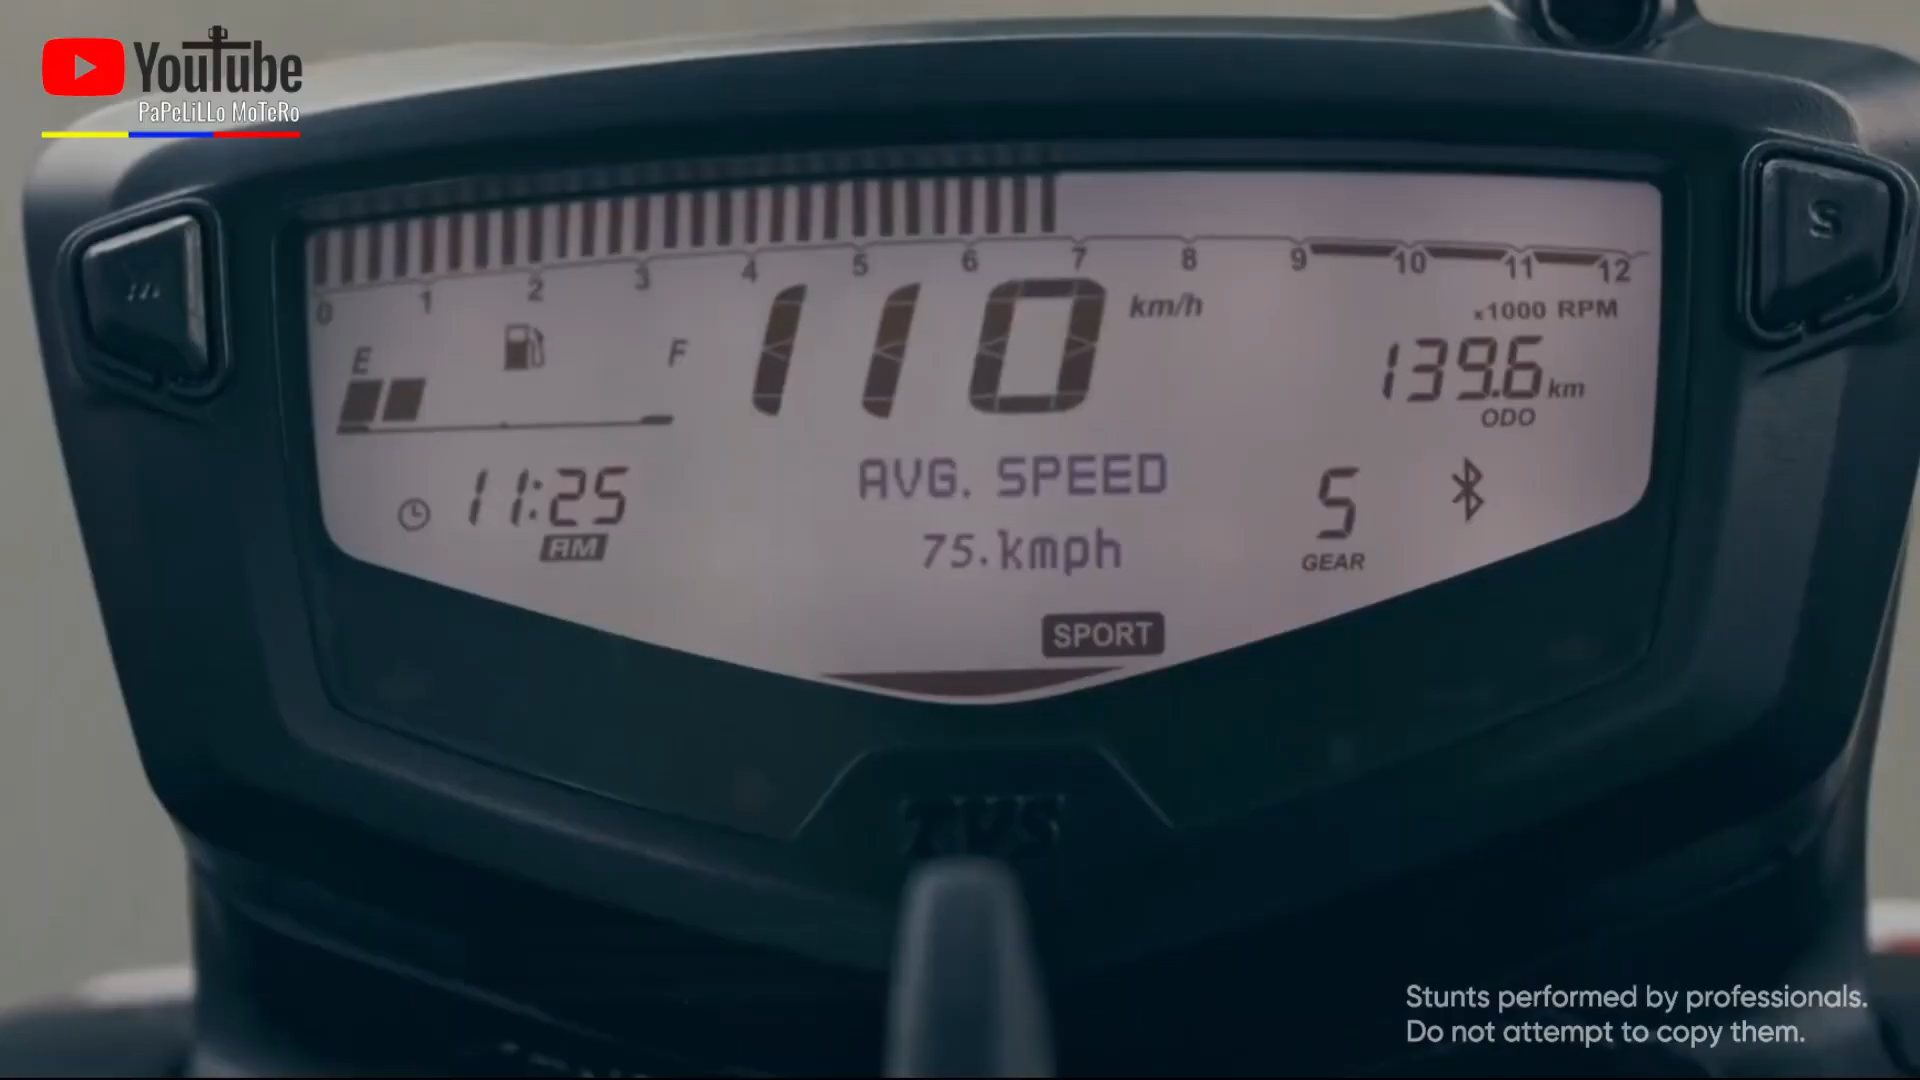 YouTube
PaPeLiLLo MoTeRo
S
0 1 2 3 4 5 6 7 8 9 10 11 12
x1000 RPM
110 km/h
E F
139.6 km
ODO
11:25
AM
AVG. SPEED
75.kmph
5
GEAR
SPORT
TVS
Stunts performed by professionals.
Do not attempt to copy them.